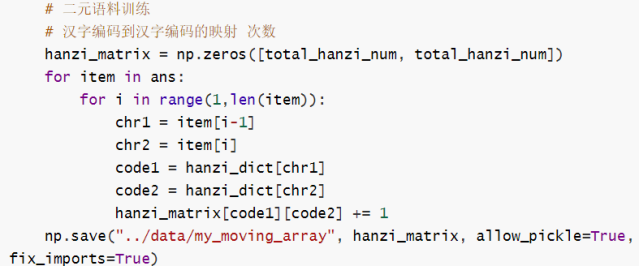 # 二元语料训练
# 汉字编码到汉字编码的映射 次数
hanzi_matrix = np.zeros([total_hanzi_num, total_hanzi_num])
for item in ans:
for i in range(1,len(item)):
chr1 = item[i-1]
chr2 = item[i]
code1 = hanzi_dict[chr1]
code2 = hanzi_dict[chr2]
hanzi_matrix[code1][code2] += 1
np.save("../data/my_moving_array", hanzi_matrix, allow_pickle=True,
fix_imports=True)